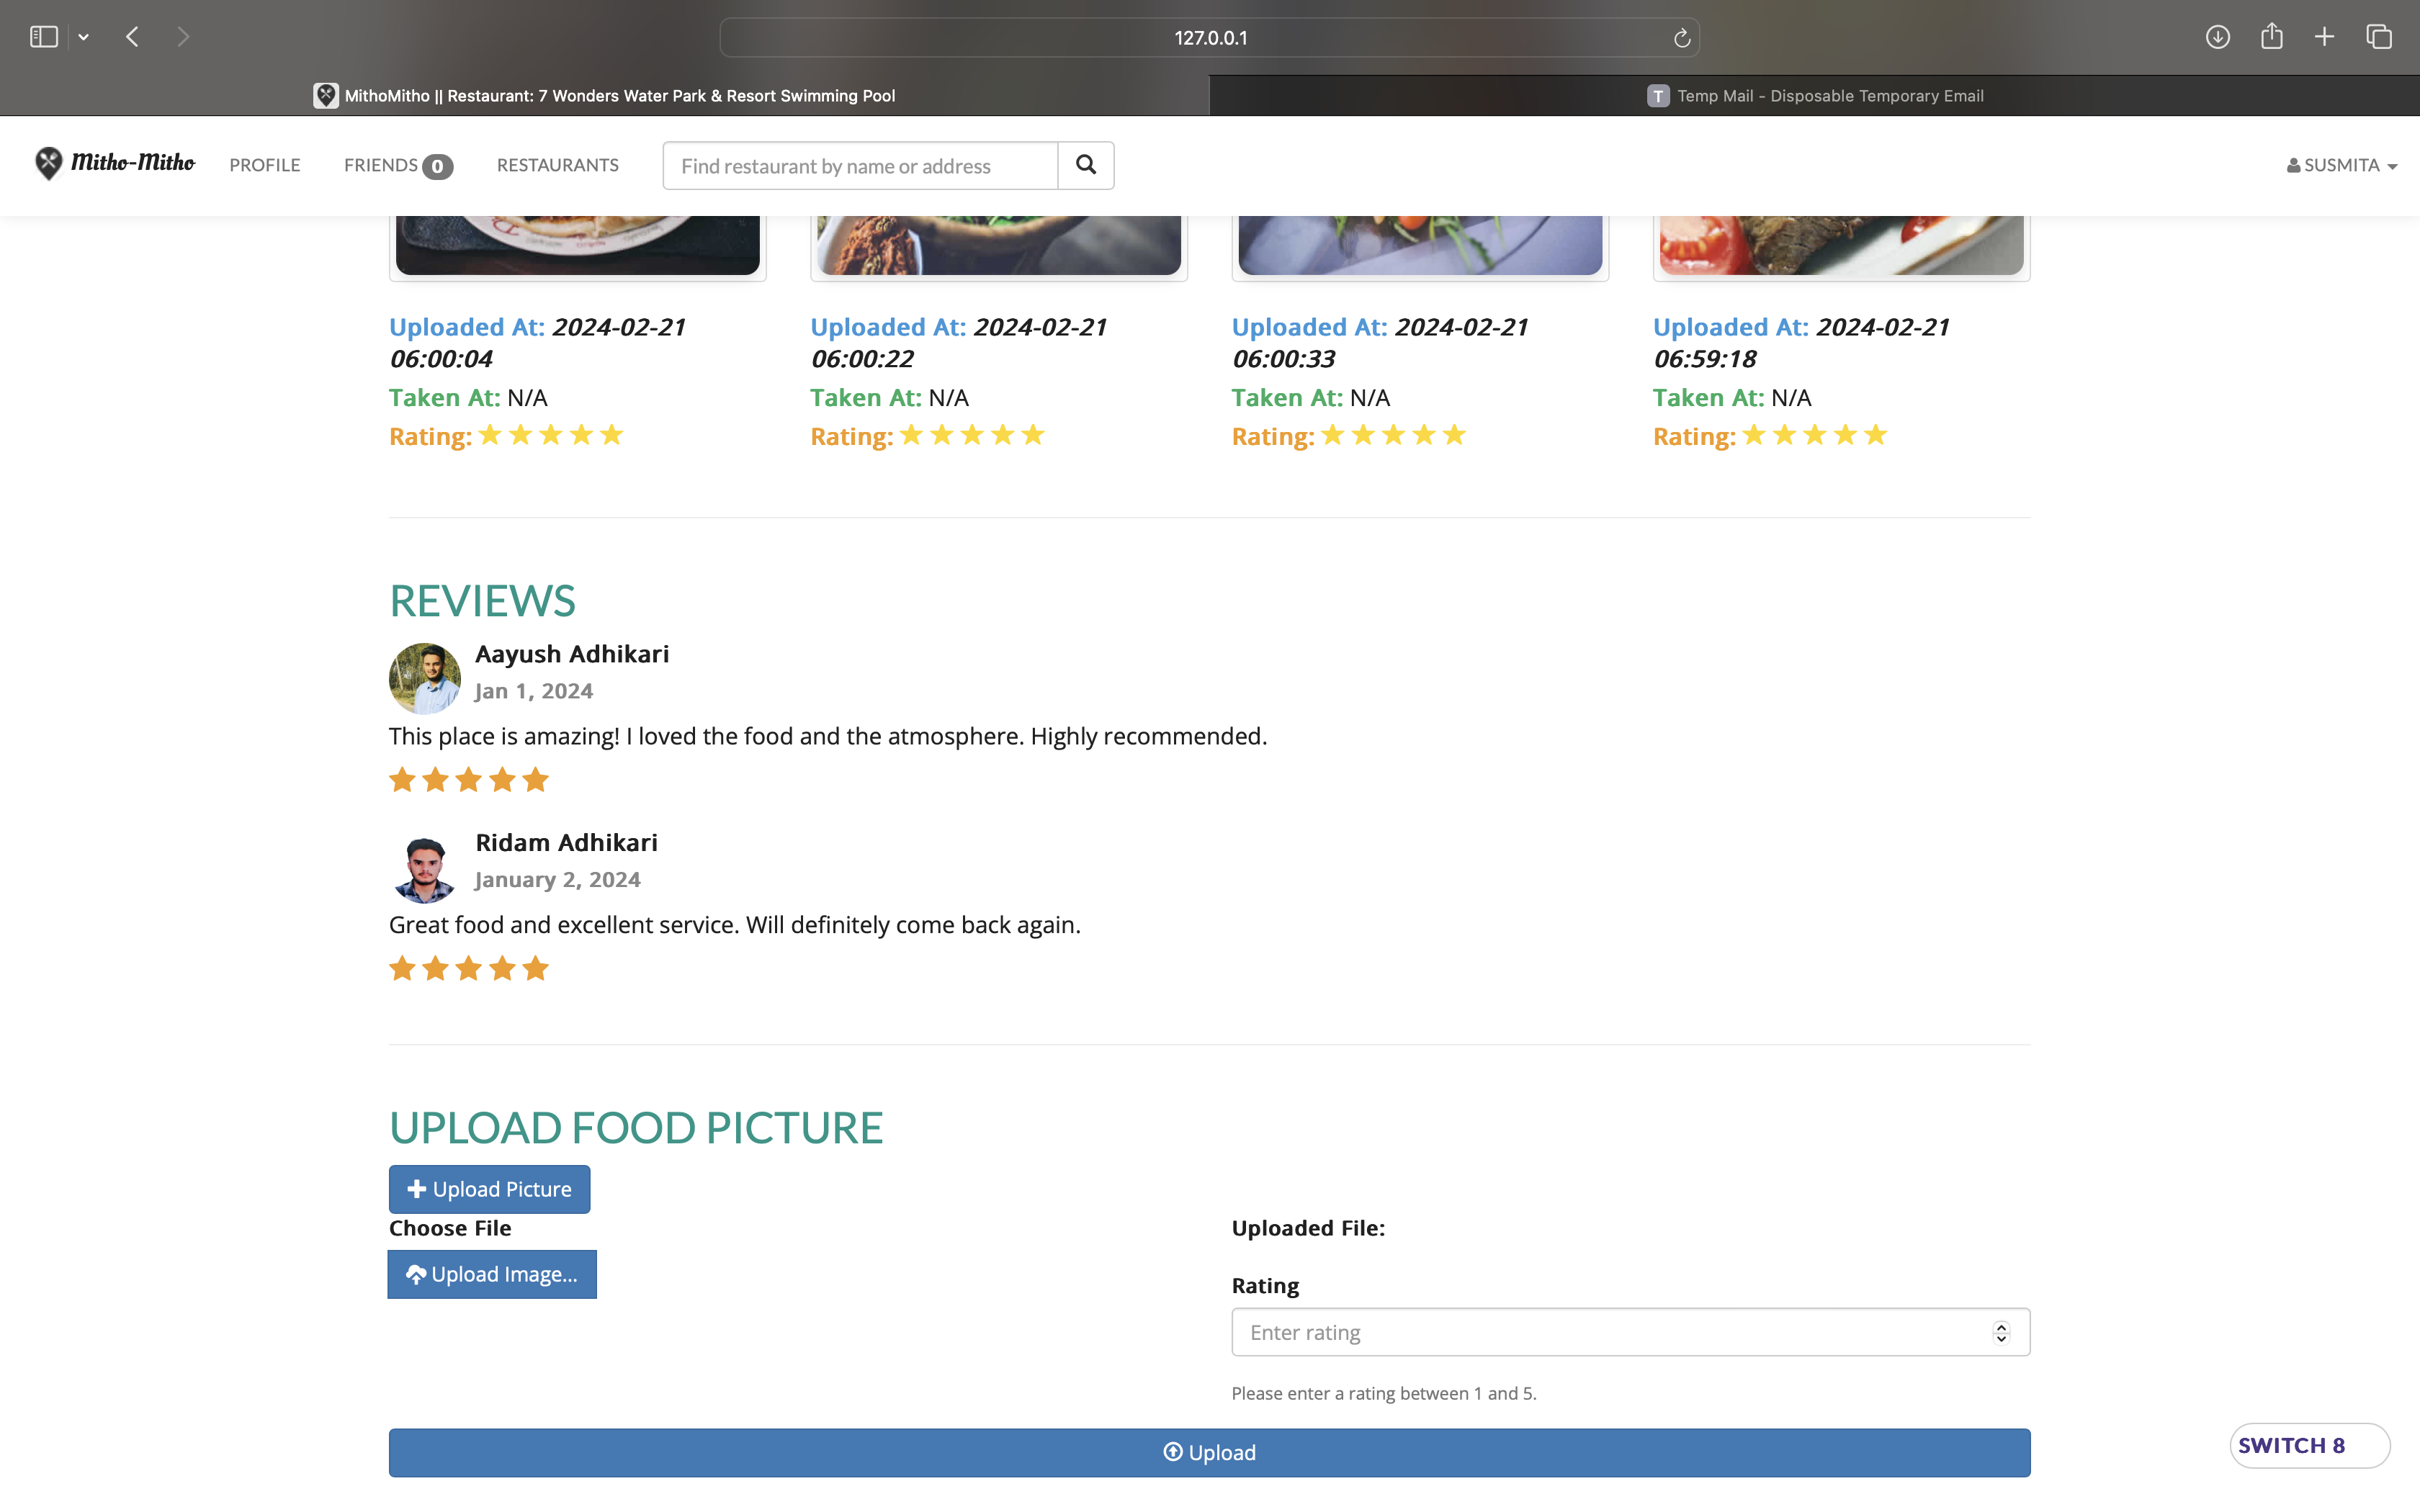 127.0.0.1
MithoMitho || Restaurant: 7 Wonders Water Park & Resort Swimming Pool
T Temp Mail - Disposable Temporary Email
Mitho-Mitho PROFILE FRIENDS 0 RESTAURANTS Find restaurant by name or address SUSMITA
Uploaded At: 2024-02-21
06:00:04
Taken At: N/A
Rating:
Uploaded At: 2024-02-21
06:00:22
Taken At: N/A
Rating:
Uploaded At: 2024-02-21
06:00:33
Taken At: N/A
Rating:
Uploaded At: 2024-02-21
06:59:18
Taken At: N/A
Rating:
REVIEWS
Aayush Adhikari
Jan 1, 2024
This place is amazing! I loved the food and the atmosphere. Highly recommended.
Ridam Adhikari
January 2, 2024
Great food and excellent service. Will definitely come back again.
UPLOAD FOOD PICTURE
Upload Picture
Choose File
Upload Image...
Uploaded File:
Rating
Enter rating
Please enter a rating between 1 and 5.
Upload
SWITCH 8